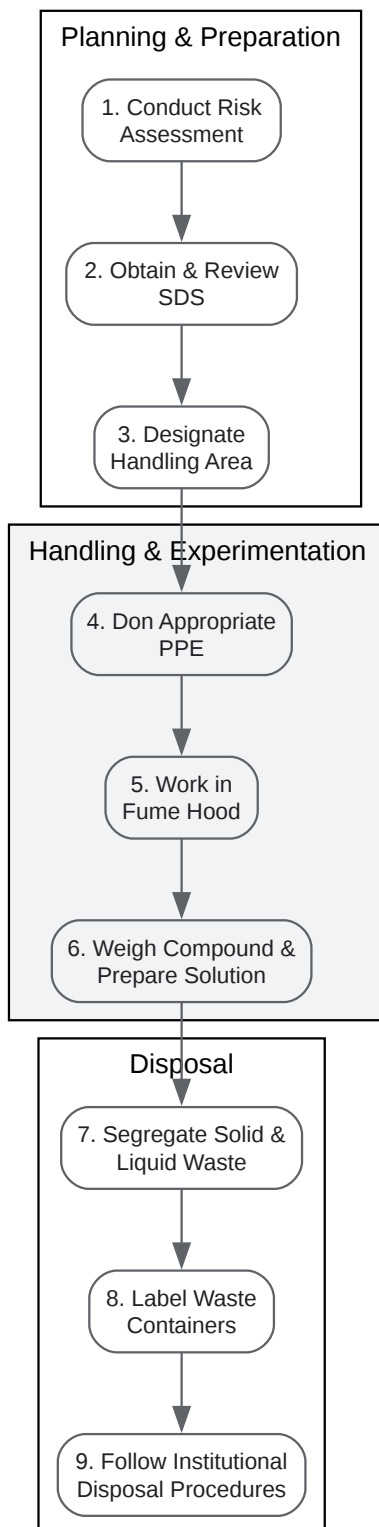 Planning & Preparation
1. Conduct Risk
Assessment
2. Obtain & Review
SDS
3. Designate
Handling Area
Handling & Experimentation
4. Don Appropriate
PPE
5. Work in
Fume Hood
6. Weigh Compound &
Prepare Solution
Disposal
7. Segregate Solid &
Liquid Waste
8. Label Waste
Containers
9. Follow Institutional
Disposal Procedures